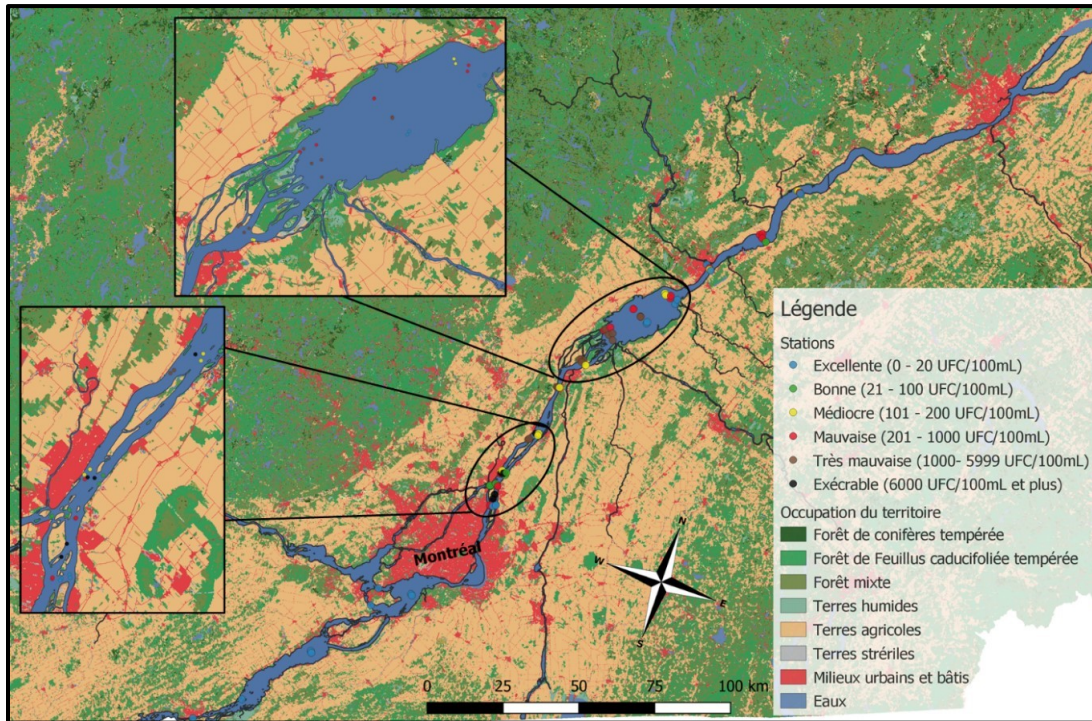 Légende
Stations
Excellente (0 - 20 UFC/100mL)
Bonne (21 - 100 UFC/100mL)
Médiocre (101 - 200 UFC/100mL)
Mauvaise (201 - 1000 UFC/100mL)
Très mauvaise (1000- 5999 UFC/100mL)
Exécrable (6000 UFC/100mL et plus)
Occupation du territoire
Forêt de conifères tempérée
Forêt de Feuillus caducifoliée tempérée
Forêt mixte
Terres humides
Terres agricoles
Terres strériles
Milieux urbains et bâtis
Eaux
Montréal
N
W
E
S
0 25 50 75 100 km